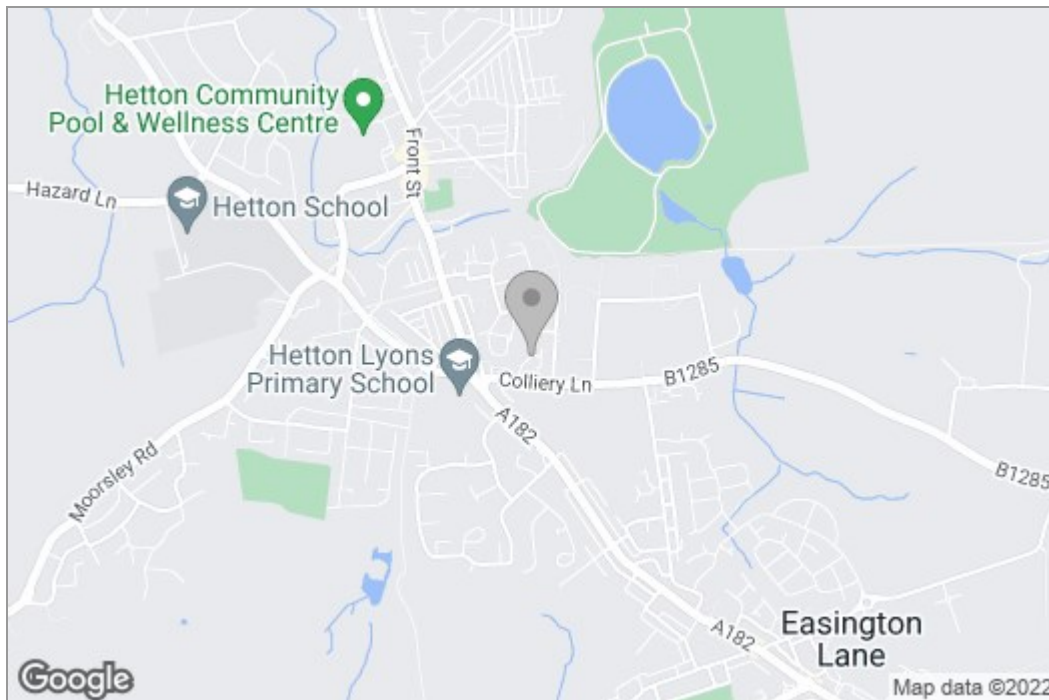 Hetton Community
Pool & Wellness Centre
Front St
Hazard Ln
Hetton School
Hetton Lyons
Primary School
Colliery Ln
B1285
A182
Moorsley Rd
B1285
Easington
Lane
A182
Google
Map data ©2022